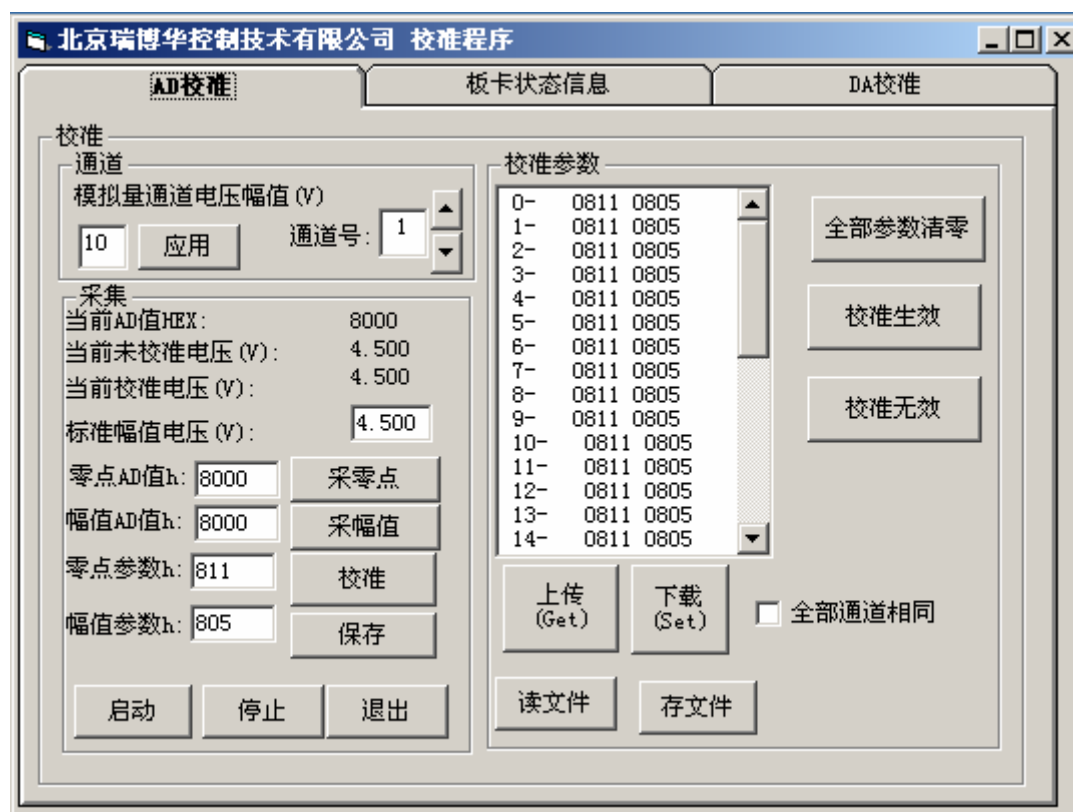 北京瑞博华控制技术有限公司 校准程序
AD校准 板卡状态信息 DA校准
校准
通道
模拟量通道电压幅值(V)
10 应用 通道号: 1
采集
当前AD值HEX: 8000
当前未校准电压(V): 4.500
当前校准电压(V): 4.500
标准幅值电压(V): 4.500
零点AD值h: 8000 采零点
幅值AD值h: 8000 采幅值
零点参数h: 811 校准
幅值参数h: 805 保存
启动 停止 退出
校准参数
0- 0811 0805
1- 0811 0805
2- 0811 0805
3- 0811 0805
4- 0811 0805
5- 0811 0805
6- 0811 0805
7- 0811 0805
8- 0811 0805
9- 0811 0805
10- 0811 0805
11- 0811 0805
12- 0811 0805
13- 0811 0805
14- 0811 0805
全部参数清零
校准生效
校准无效
上传
(Get)
下载
(Set)
全部通道相同
读文件 存文件